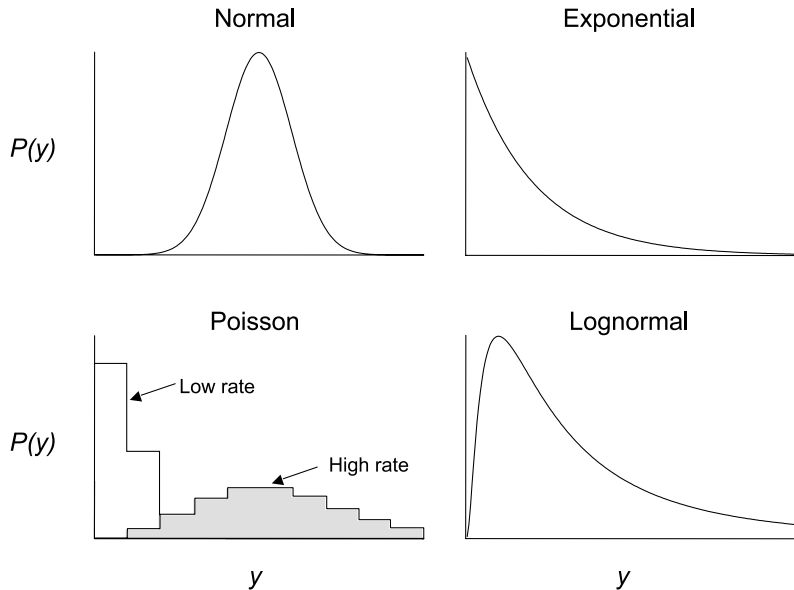 Normal
Exponential
P(y)
Poisson
Lognormal
Low rate
P(y)
High rate
y
y